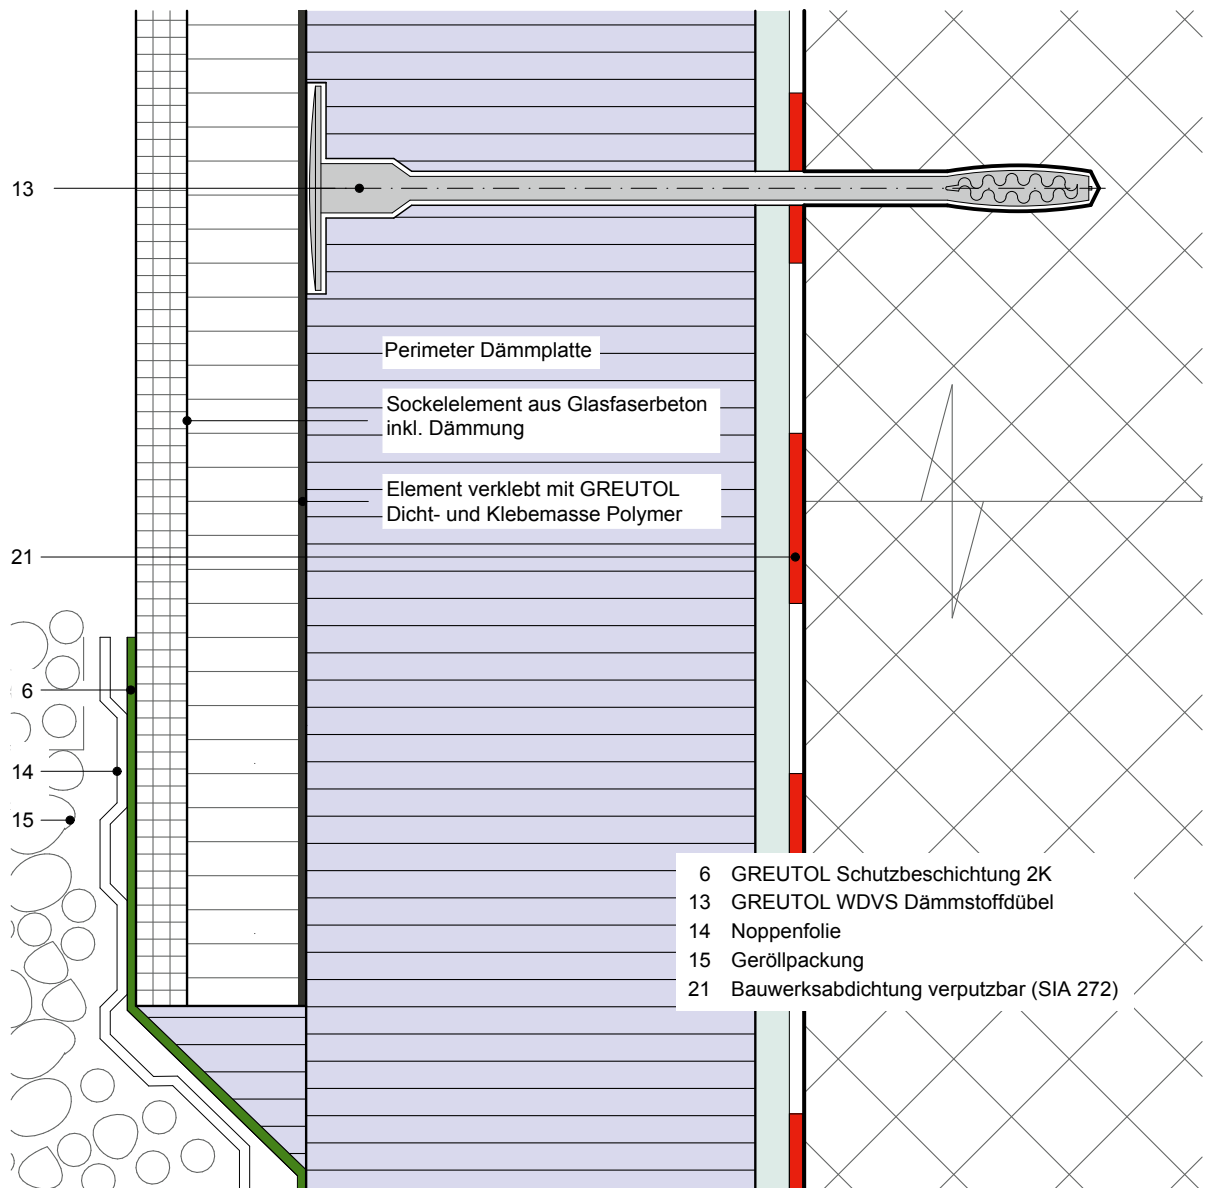 13
Perimeter Dämmplatte
Sockelelement aus Glasfaserbeton
inkl. Dämmung
Element verklebt mit GREUTOL
Dicht- und Klebemasse Polymer
21
6
14
15
6 GREUTOL Schutzbeschichtung 2K
13 GREUTOL WDVS Dämmstoffdübel
14 Noppenfolie
15 Geröllpackung
21 Bauwerksabdichtung verputzbar (SIA 272)